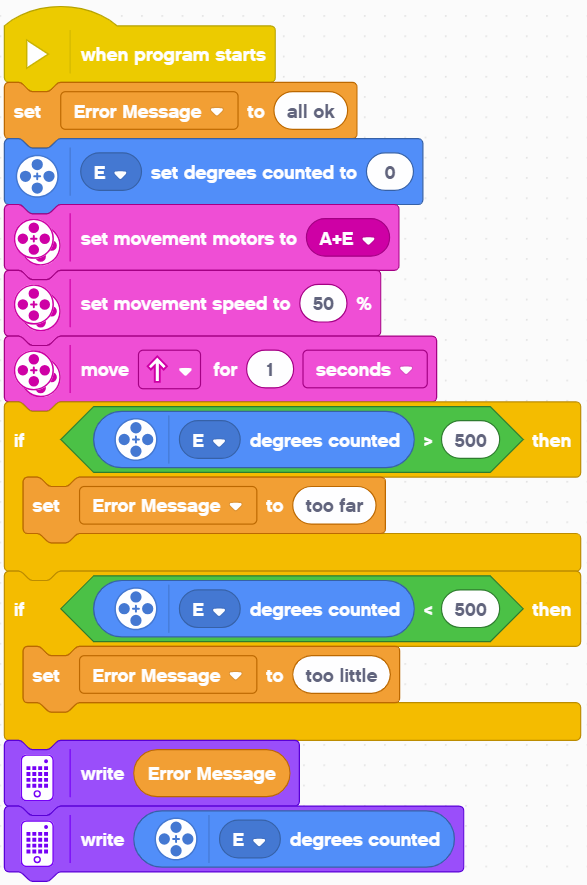 when program starts
set Error Message to all ok
E set degrees counted to 0
set movement motors to A+E
set movement speed to 50 %
move for 1 seconds
if E degrees counted > 500 then
set Error Message to too far
if E degrees counted < 500 then
set Error Message to too little
write Error Message
write E degrees counted